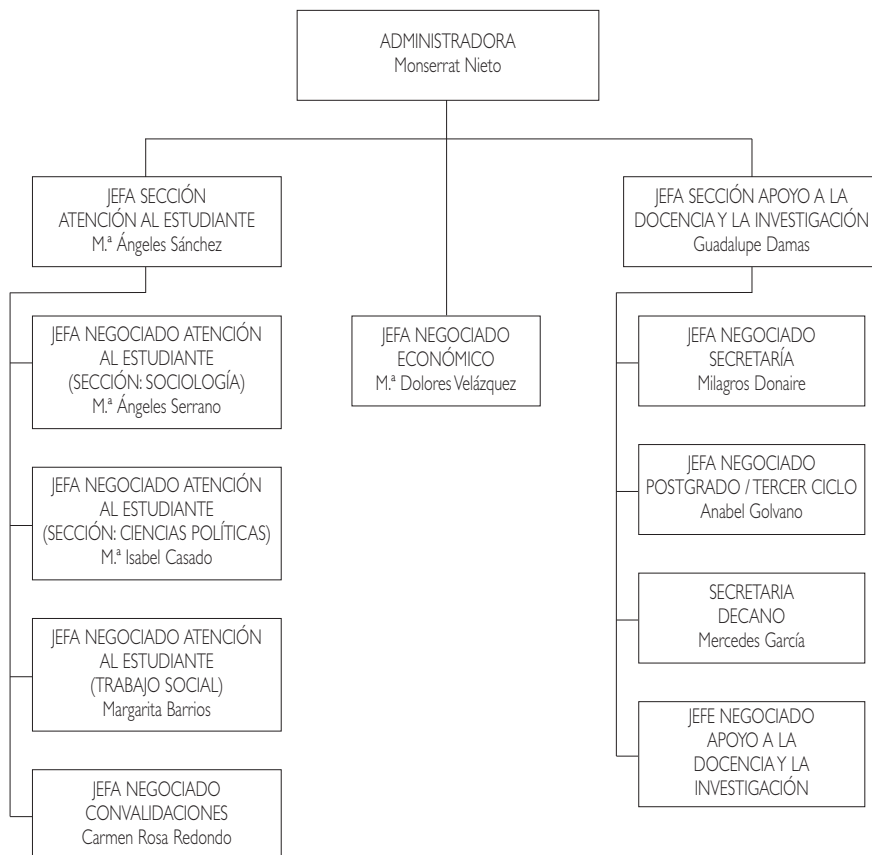 ADMINISTRADORA
Monserrat Nieto
JEFA SECCIÓN
ATENCIÓN AL ESTUDIANTE
M.ª Ángeles Sánchez
JEFA NEGOCIADO ATENCIÓN
AL ESTUDIANTE
(SECCIÓN: SOCIOLOGÍA)
M.ª Ángeles Serrano
JEFA NEGOCIADO ATENCIÓN
AL ESTUDIANTE
(SECCIÓN: CIENCIAS POLÍTICAS)
M.ª Isabel Casado
JEFA NEGOCIADO ATENCIÓN
AL ESTUDIANTE
(TRABAJO SOCIAL)
Margarita Barrios
JEFA NEGOCIADO
CONVALIDACIONES
Carmen Rosa Redondo
JEFA NEGOCIADO
ECONÓMICO
M.ª Dolores Velázquez
JEFA SECCIÓN APOYO A LA
DOCENCIA Y LA INVESTIGACIÓN
Guadalupe Damas
JEFA NEGOCIADO
SECRETARÍA
Milagros Donaire
JEFA NEGOCIADO
POSTGRADO / TERCER CICLO
Anabel Golvano
SECRETARIA
DECANO
Mercedes García
JEFE NEGOCIADO
APOYO A LA
DOCENCIA Y LA
INVESTIGACIÓN